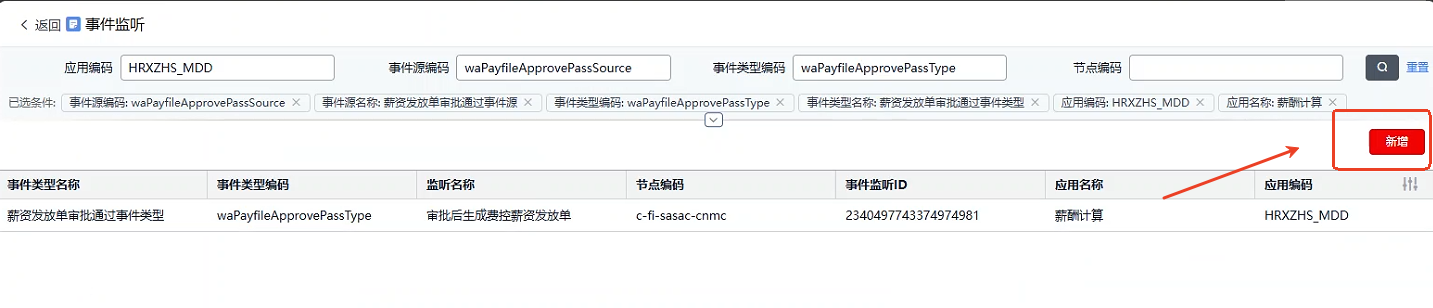 返回 事件监听
应用编码 HRXZHS_MDD 事件源编码 waPayfileApprovePassSource 事件类型编码 waPayfileApprovePassType 节点编码 重置
已选条件: 事件源编码: waPayfileApprovePassSource 事件源名称: 薪资发放单审批通过事件源 事件类型编码: waPayfileApprovePassType 事件类型名称: 薪资发放单审批通过事件类型 应用编码: HRXZHS_MDD 应用名称: 薪酬计算
新增
事件类型名称 事件类型编码 监听名称 节点编码 事件监听ID 应用名称 应用编码
薪资发放单审批通过事件类型 waPayfileApprovePassType 审批后生成费控薪资发放单 c-fi-sasac-cnmc 2340497743374974981 薪酬计算 HRXZHS_MDD